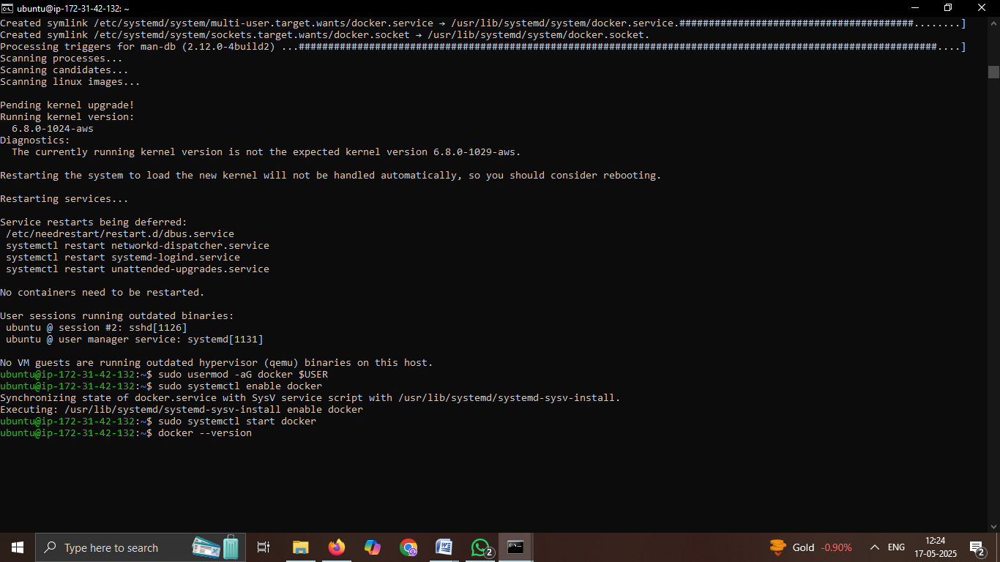 ubuntu@ip-172-31-42-132: ~
Created symlink /etc/systemd/system/multi-user.target.wants/docker.service → /usr/lib/systemd/system/docker.service.########################################........]
Created symlink /etc/systemd/system/sockets.target.wants/docker.socket → /usr/lib/systemd/system/docker.socket.
Processing triggers for man-db (2.12.0-4build2) ...#############################################################################################################....]
Scanning processes...
Scanning candidates...
Scanning linux images...
Pending kernel upgrade!
Running kernel version:
6.8.0-1024-aws
Diagnostics:
The currently running kernel version is not the expected kernel version 6.8.0-1029-aws.
Restarting the system to load the new kernel will not be handled automatically, so you should consider rebooting.
Restarting services...
Service restarts being deferred:
/etc/needrestart/restart.d/dbus.service
systemctl restart networkd-dispatcher.service
systemctl restart systemd-logind.service
systemctl restart unattended-upgrades.service
No containers need to be restarted.
User sessions running outdated binaries:
ubuntu @ session #2: sshd[1126]
ubuntu @ user manager service: systemd[1131]
No VM guests are running outdated hypervisor (qemu) binaries on this host.
ubuntu@ip-172-31-42-132:~$ sudo usermod -aG docker $USER
ubuntu@ip-172-31-42-132:~$ sudo systemctl enable docker
Synchronizing state of docker.service with SysV service script with /usr/lib/systemd/systemd-sysv-install.
Executing: /usr/lib/systemd/systemd-sysv-install enable docker
ubuntu@ip-172-31-42-132:~$ sudo systemctl start docker
ubuntu@ip-172-31-42-132:~$ docker --version
Type here to search
2
Gold -0.90%
ENG
12:24
17-05-2025
2